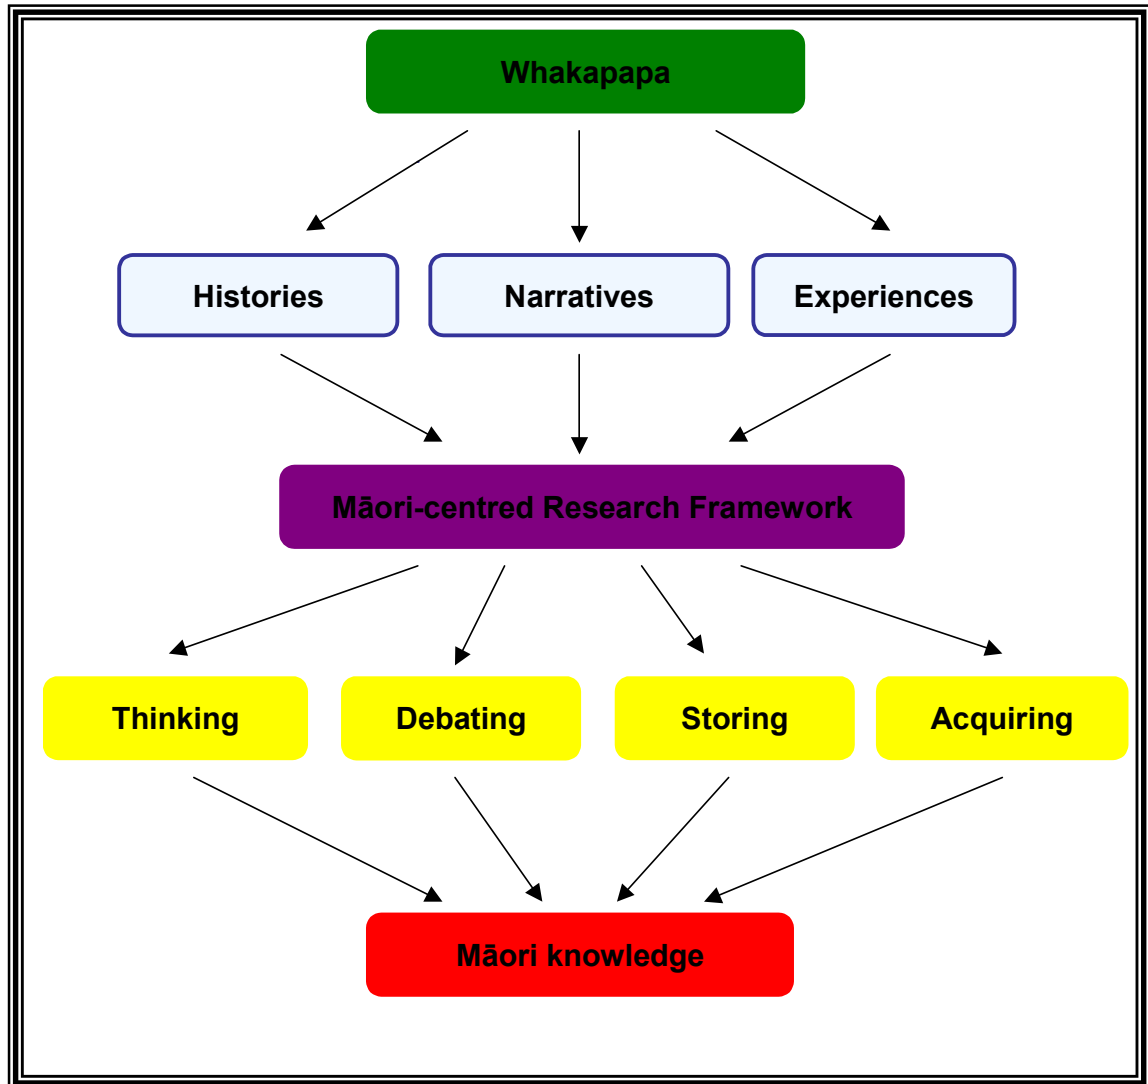 Whakapapa
Histories
Narratives
Experiences
Māori-centred Research Framework
Thinking
Debating
Storing
Acquiring
Māori knowledge